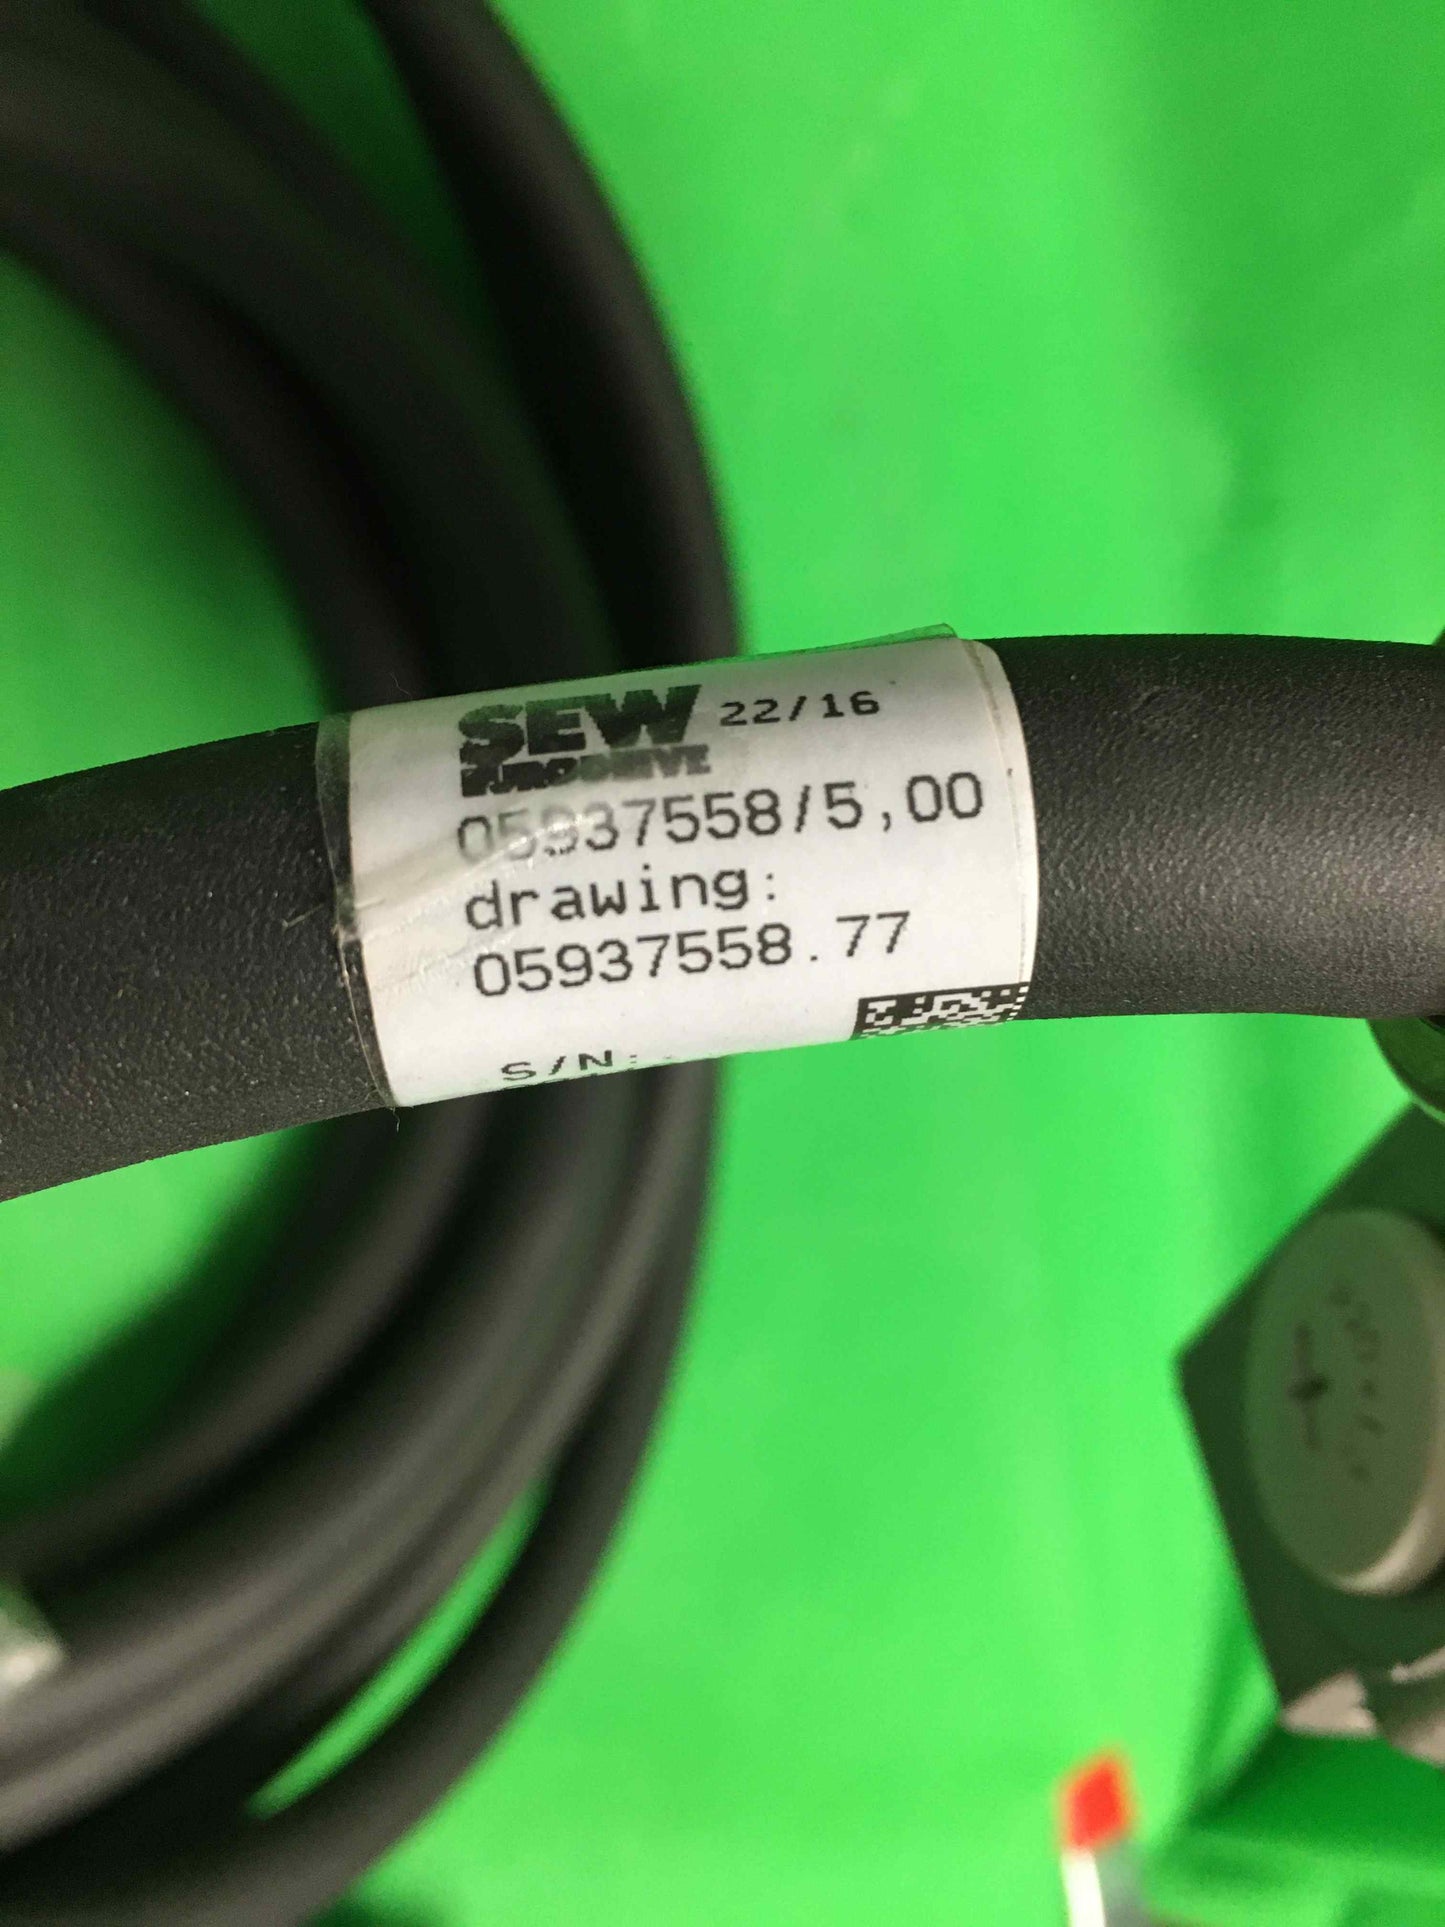 SEW 22/16
EURODRIVE
05937558/5,00
drawing:
05937558.77
S/N: